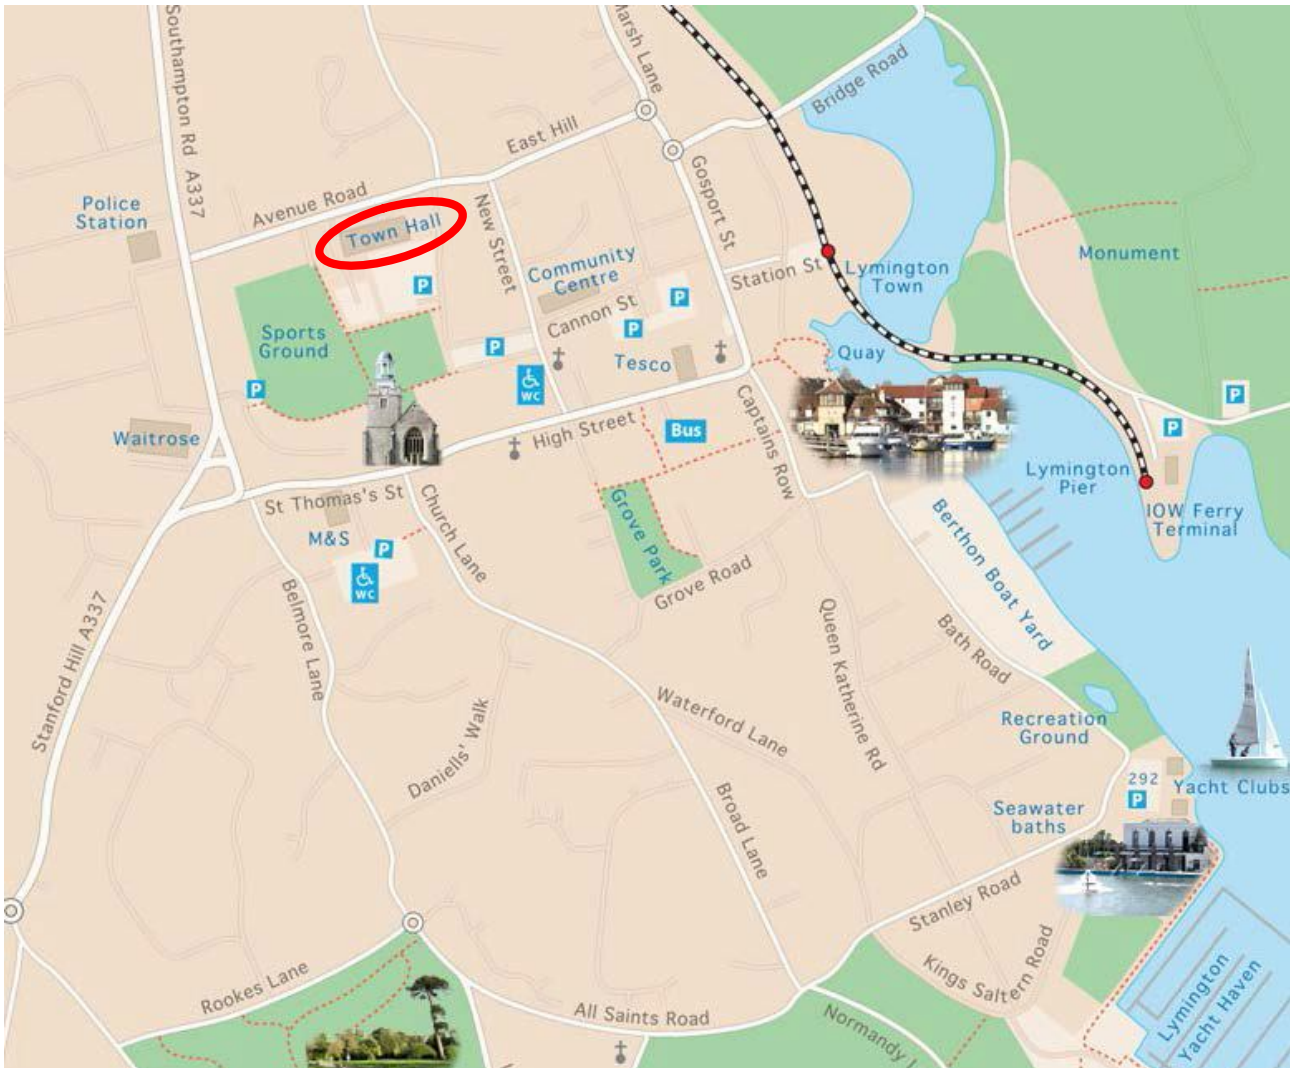 Southampton Rd A337
Marsh Lane
Bridge Road
East Hill
Avenue Road
Police
Station
Town Hall
New Street
Gosport St
Community
Centre
Station St
Lymington
Town
Monument
P
Cannon St
P
P
Sports
Ground
P
Tesco
Quay
P
WC
P
Waitrose
High Street
Bus
Captains Row
P
Lymington
Pier
IOW Ferry
Terminal
St Thomas's St
M&S
P
WC
Church Lane
Grove Park
Grove Road
Berthon Boat Yard
Stanford Hill A337
Belmore Lane
Queen Katherine Rd
Bath Road
Daniells' Walk
Waterford Lane
Recreation
Ground
292
P
Yacht Clubs
Broad Lane
Seawater
baths
Stanley Road
Kings Saltern Road
Rookes Lane
All Saints Road
Lymington
Yacht Haven